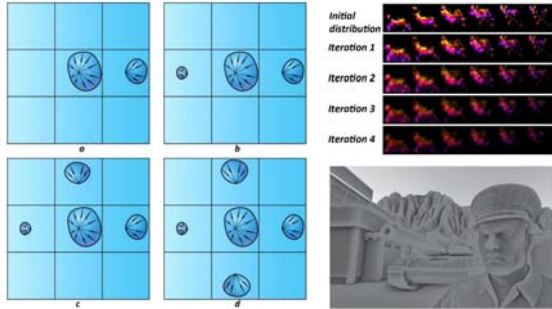 a
b
c
d
Initial
distribution
Iteration 1
Iteration 2
Iteration 3
Iteration 4